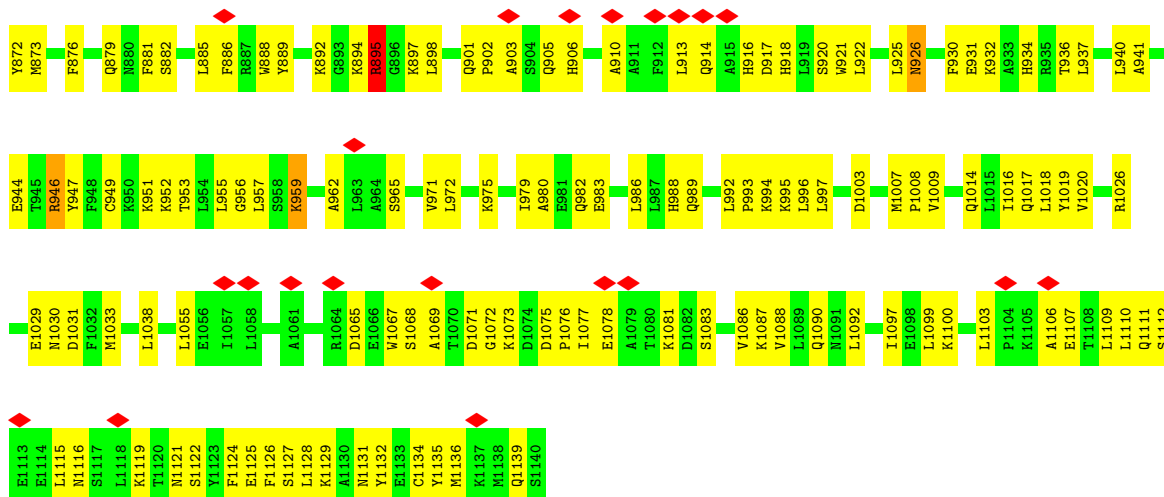 Y872 M873 F876 Q879 N880 F881 S882 L885 F886 R887 W888 Y889 K892 G893 K894 R895 G896 K897 L898 Q901 P902 A903 S904 Q905 H906 A910 A911 F912 L913 Q914 A915 H916 D917 H918 L919 S920 W921 L922 L925 N926 F930 E931 K932 A933 H934 R935 T936 L937 L940 A941
E944 T945 R946 Y947 F948 C949 K950 K951 K952 T953 L954 L955 G956 L957 S958 K959 A962 L963 A964 S965 V971 L972 K975 I979 A980 E981 Q982 E983 L986 L987 H988 Q989 L992 P993 K994 K995 L996 L997 D1003 M1007 P1008 V1009 Q1014 L1015 I1016 Q1017 L1018 Y1019 V1020 R1026
E1029 N1030 D1031 F1032 M1033 L1038 L1055 E1056 I1057 L1058 A1061 R1064 D1065 E1066 W1067 S1068 A1069 T1070 D1071 G1072 K1073 D1074 D1075 P1076 I1077 E1078 A1079 T1080 K1081 D1082 S1083 V1086 K1087 V1088 L1089 Q1090 N1091 L1092 I1097 E1098 L1099 K1100 L1103 P1104 K1105 A1106 E1107 T1108 L1109 L1110 Q1111 S1112
E1113 E1114 L1115 N1116 S1117 L1118 K1119 T1120 N1121 S1122 Y1123 F1124 E1125 F1126 S1127 L1128 K1129 A1130 N1131 Y1132 E1133 C1134 Y1135 M1136 K1137 M1138 Q1139 S1140